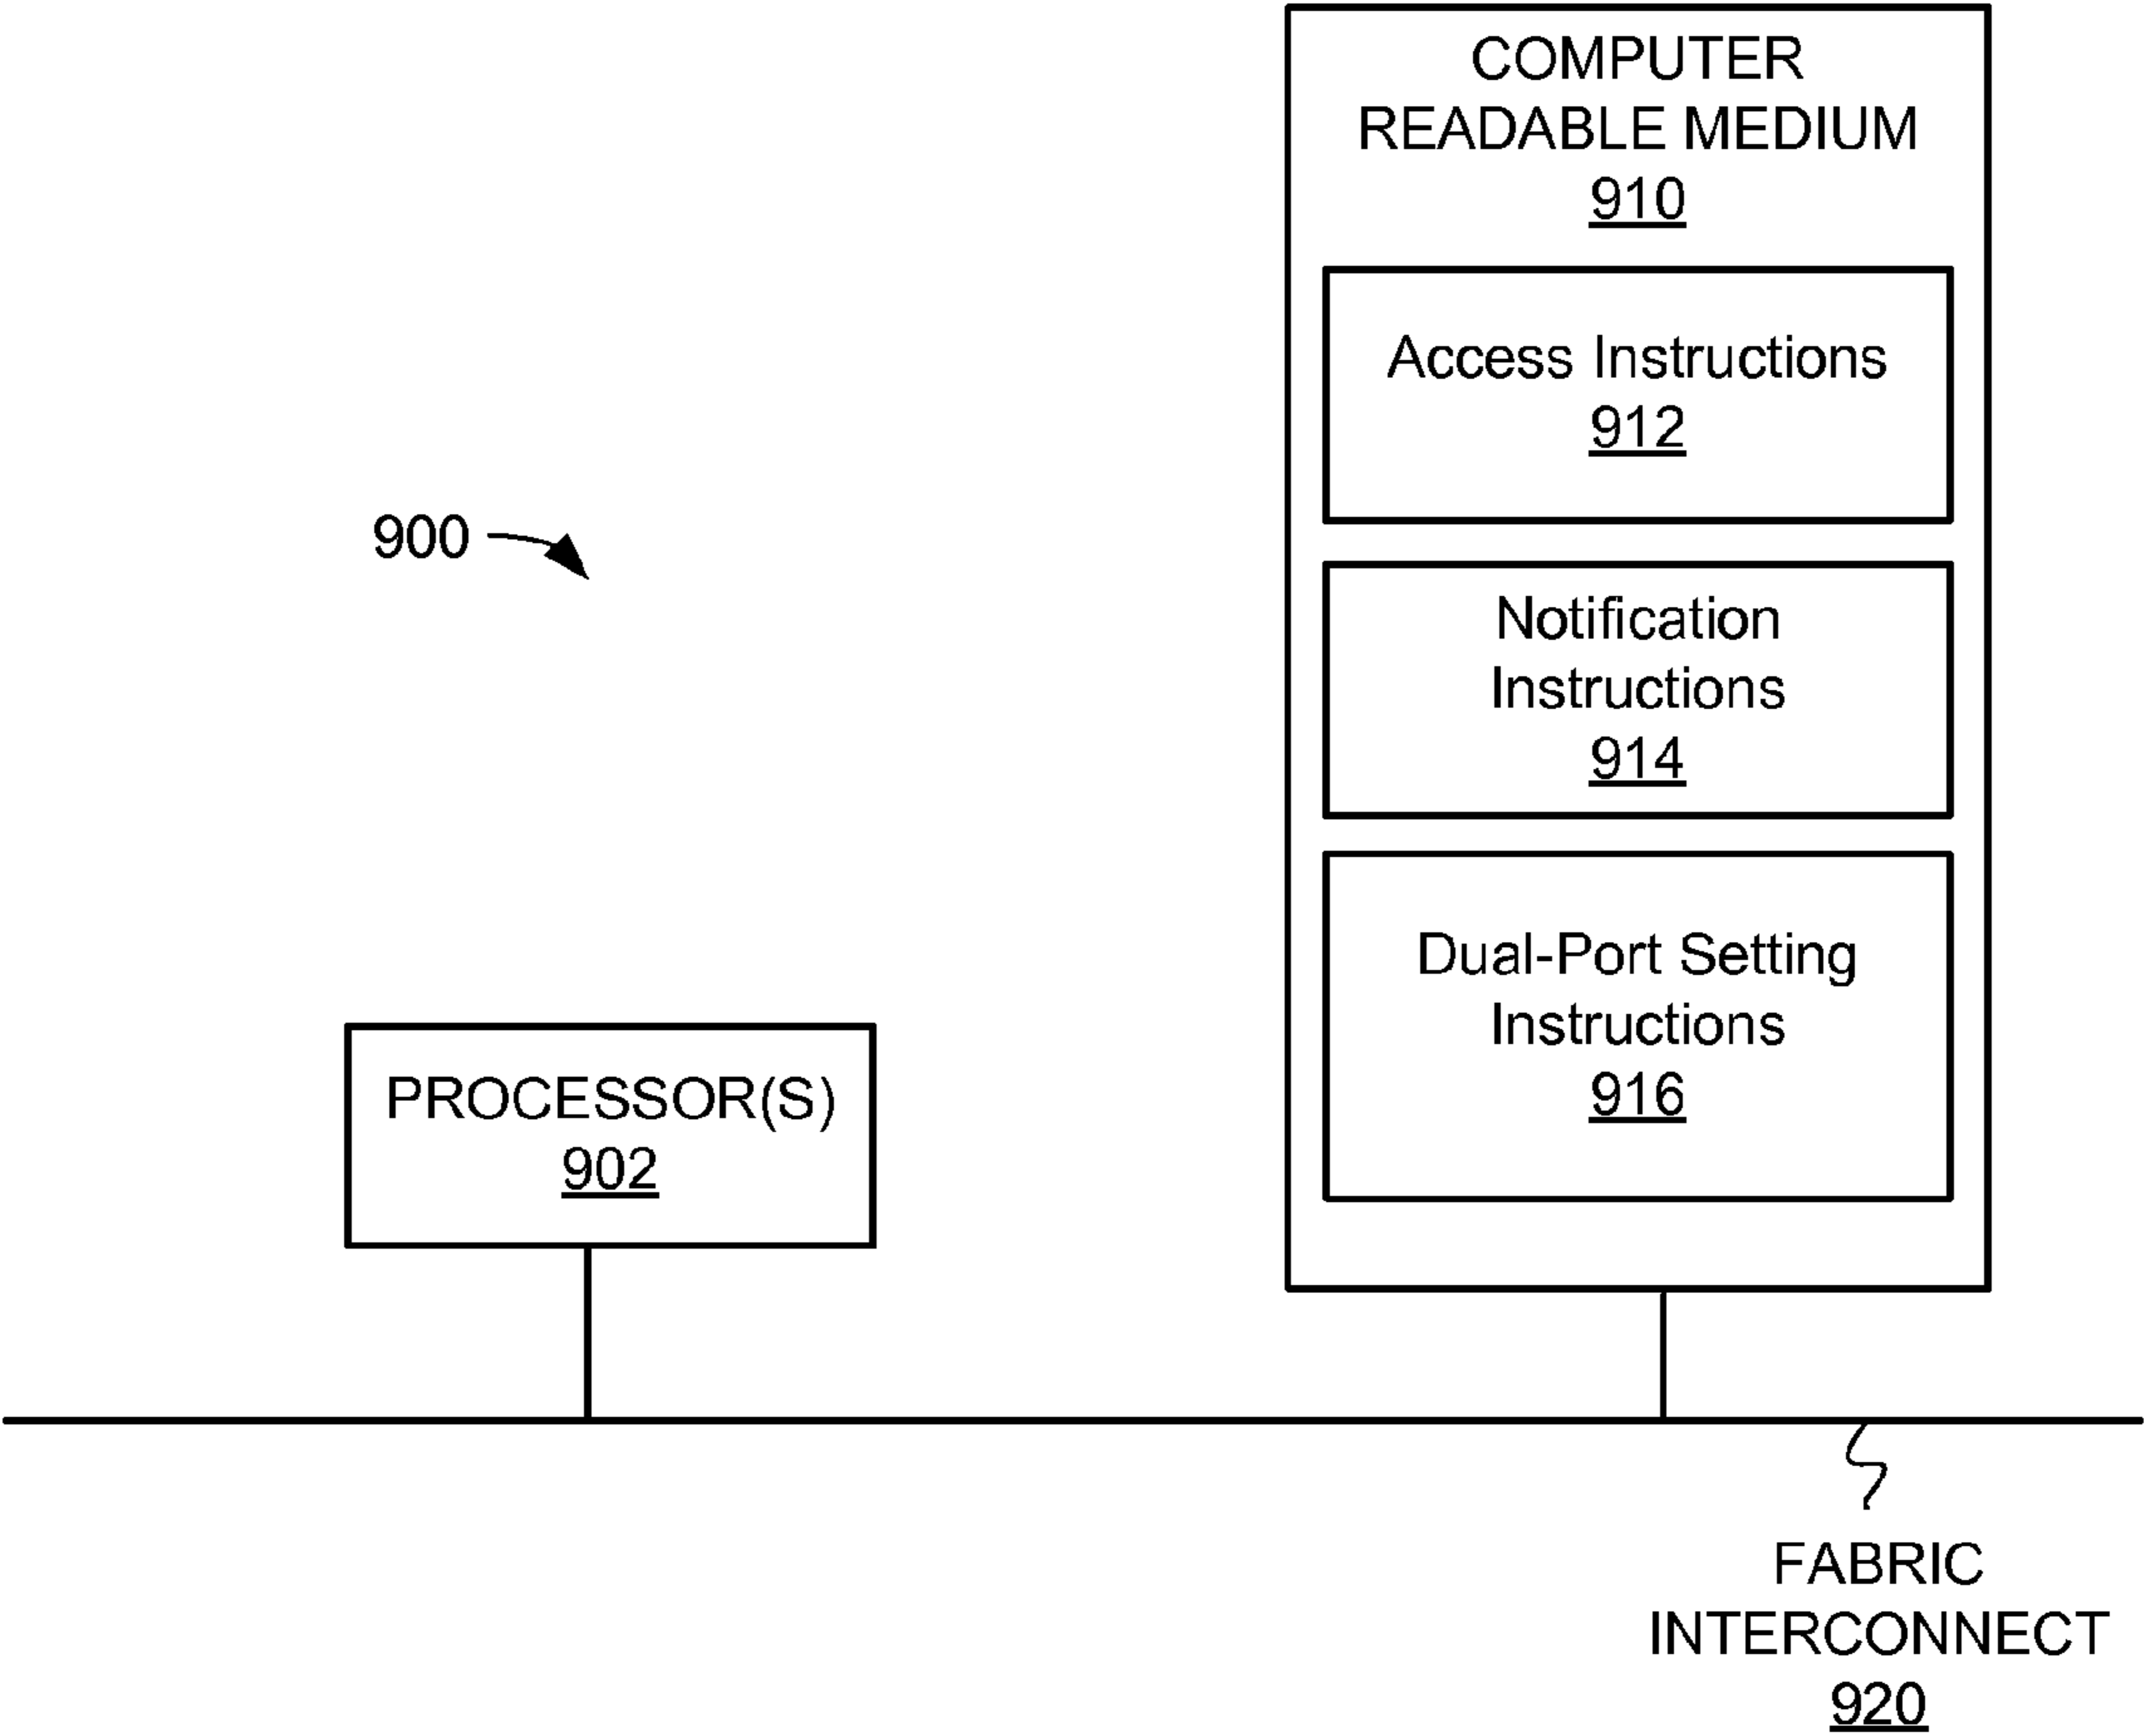 COMPUTER
READABLE MEDIUM
910
Access Instructions
912
900
Notification
Instructions
914
Dual-Port Setting
Instructions
916
PROCESSOR(S)
902
FABRIC
INTERCONNECT
920